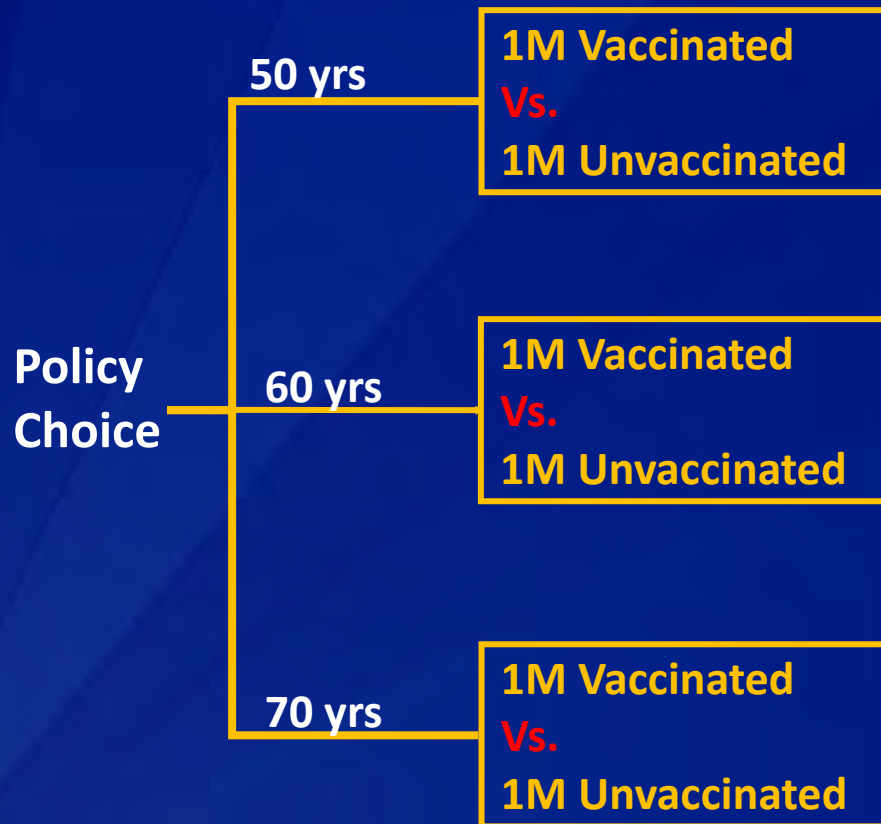 50 yrs
1M Vaccinated
Vs.
1M Unvaccinated
Policy
Choice
60 yrs
1M Vaccinated
Vs.
1M Unvaccinated
70 yrs
1M Vaccinated
Vs.
1M Unvaccinated